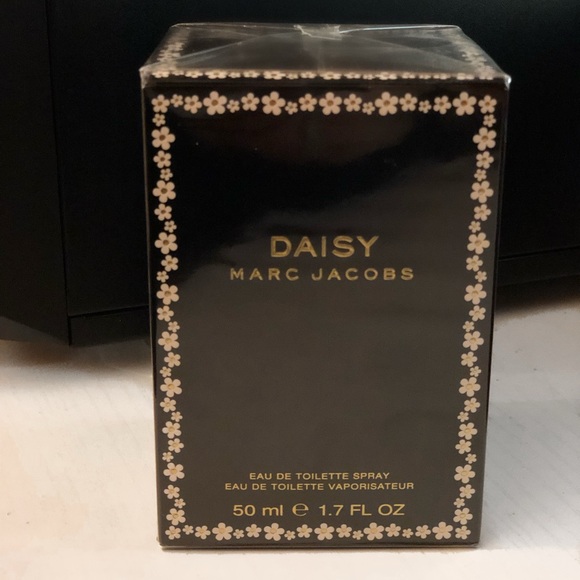 DAISY
MARC JACOBS
EAU DE TOILETTE SPRAY
EAU DE TOILETTE VAPORISATEUR
50 ml ℮ 1.7 FL OZ